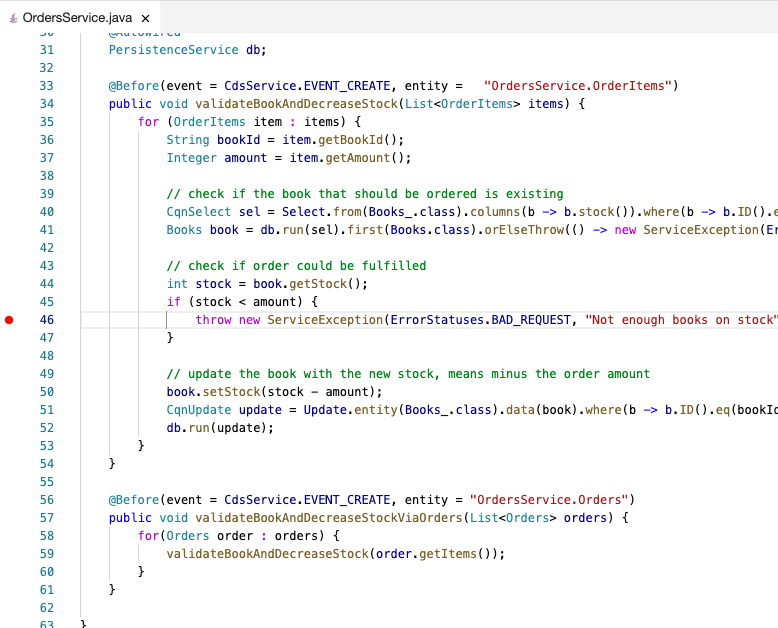 OrdersService.java ×
30 @Autowired
31 PersistenceService db;
32
33 @Before(event = CdsService.EVENT_CREATE, entity =   "OrdersService.OrderItems")
34 public void validateBookAndDecreaseStock(List<OrderItems> items) {
35 for (OrderItems item : items) {
36 String bookId = item.getBookId();
37 Integer amount = item.getAmount();
38
39 // check if the book that should be ordered is existing
40 CqnSelect sel = Select.from(Books_.class).columns(b -> b.stock()).where(b -> b.ID().e
41 Books book = db.run(sel).first(Books.class).orElseThrow(() -> new ServiceException(Er
42
43 // check if order could be fulfilled
44 int stock = book.getStock();
45 if (stock < amount) {
46 throw new ServiceException(ErrorStatuses.BAD_REQUEST, "Not enough books on stock"
47 }
48
49 // update the book with the new stock, means minus the order amount
50 book.setStock(stock - amount);
51 CqnUpdate update = Update.entity(Books_.class).data(book).where(b -> b.ID().eq(bookId
52 db.run(update);
53 }
54 }
55
56 @Before(event = CdsService.EVENT_CREATE, entity = "OrdersService.Orders")
57 public void validateBookAndDecreaseStockViaOrders(List<Orders> orders) {
58 for(Orders order : orders) {
59 validateBookAndDecreaseStock(order.getItems());
60 }
61 }
62
63 }